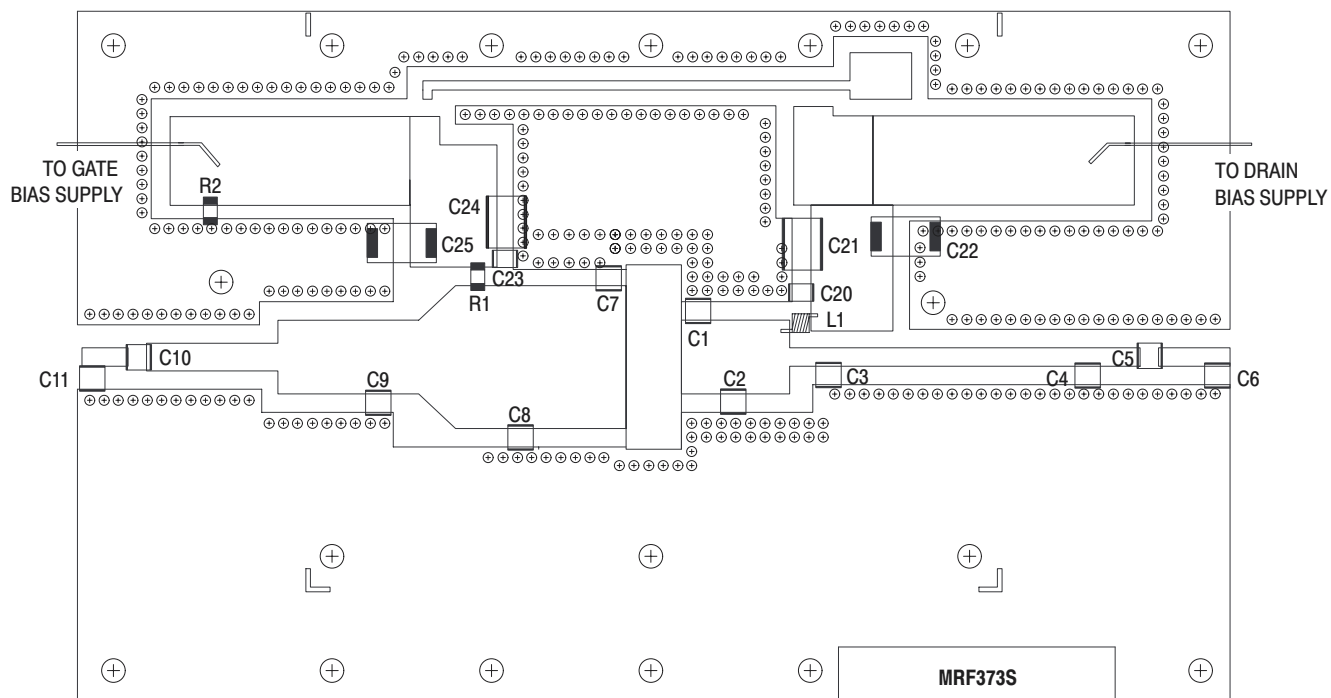 TO GATE
BIAS SUPPLY
R2
C24
C25
C23
R1
C7
C1
C21
C22
C20
L1
TO DRAIN
BIAS SUPPLY
C11
C10
C9
C8
C2
C3
C4
C5
C6
MRF373S